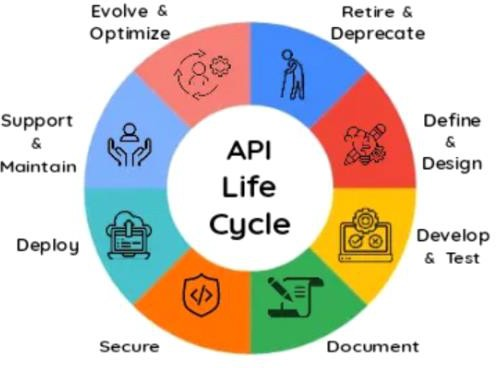 Evolve &
Optimize
Retire &
Deprecate
Support
&
Maintain
Define
&
Design
API
Life
Cycle
Deploy
Develop
& Test
Secure
Document